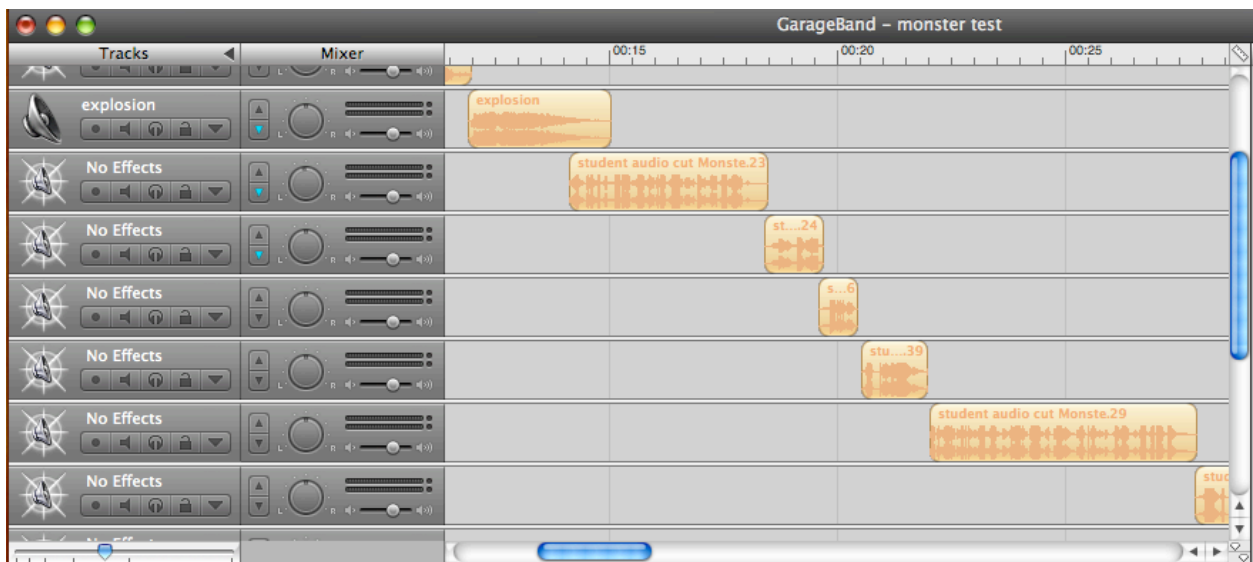 GarageBand – monster test
Tracks Mixer 00:15 00:20 00:25
L R
explosion explosion
L R
No Effects student audio cut Monste.23
L R
No Effects st....24
L R
No Effects s...6
L R
No Effects stu....39
L R
No Effects student audio cut Monste.29
L R
No Effects stud
L R